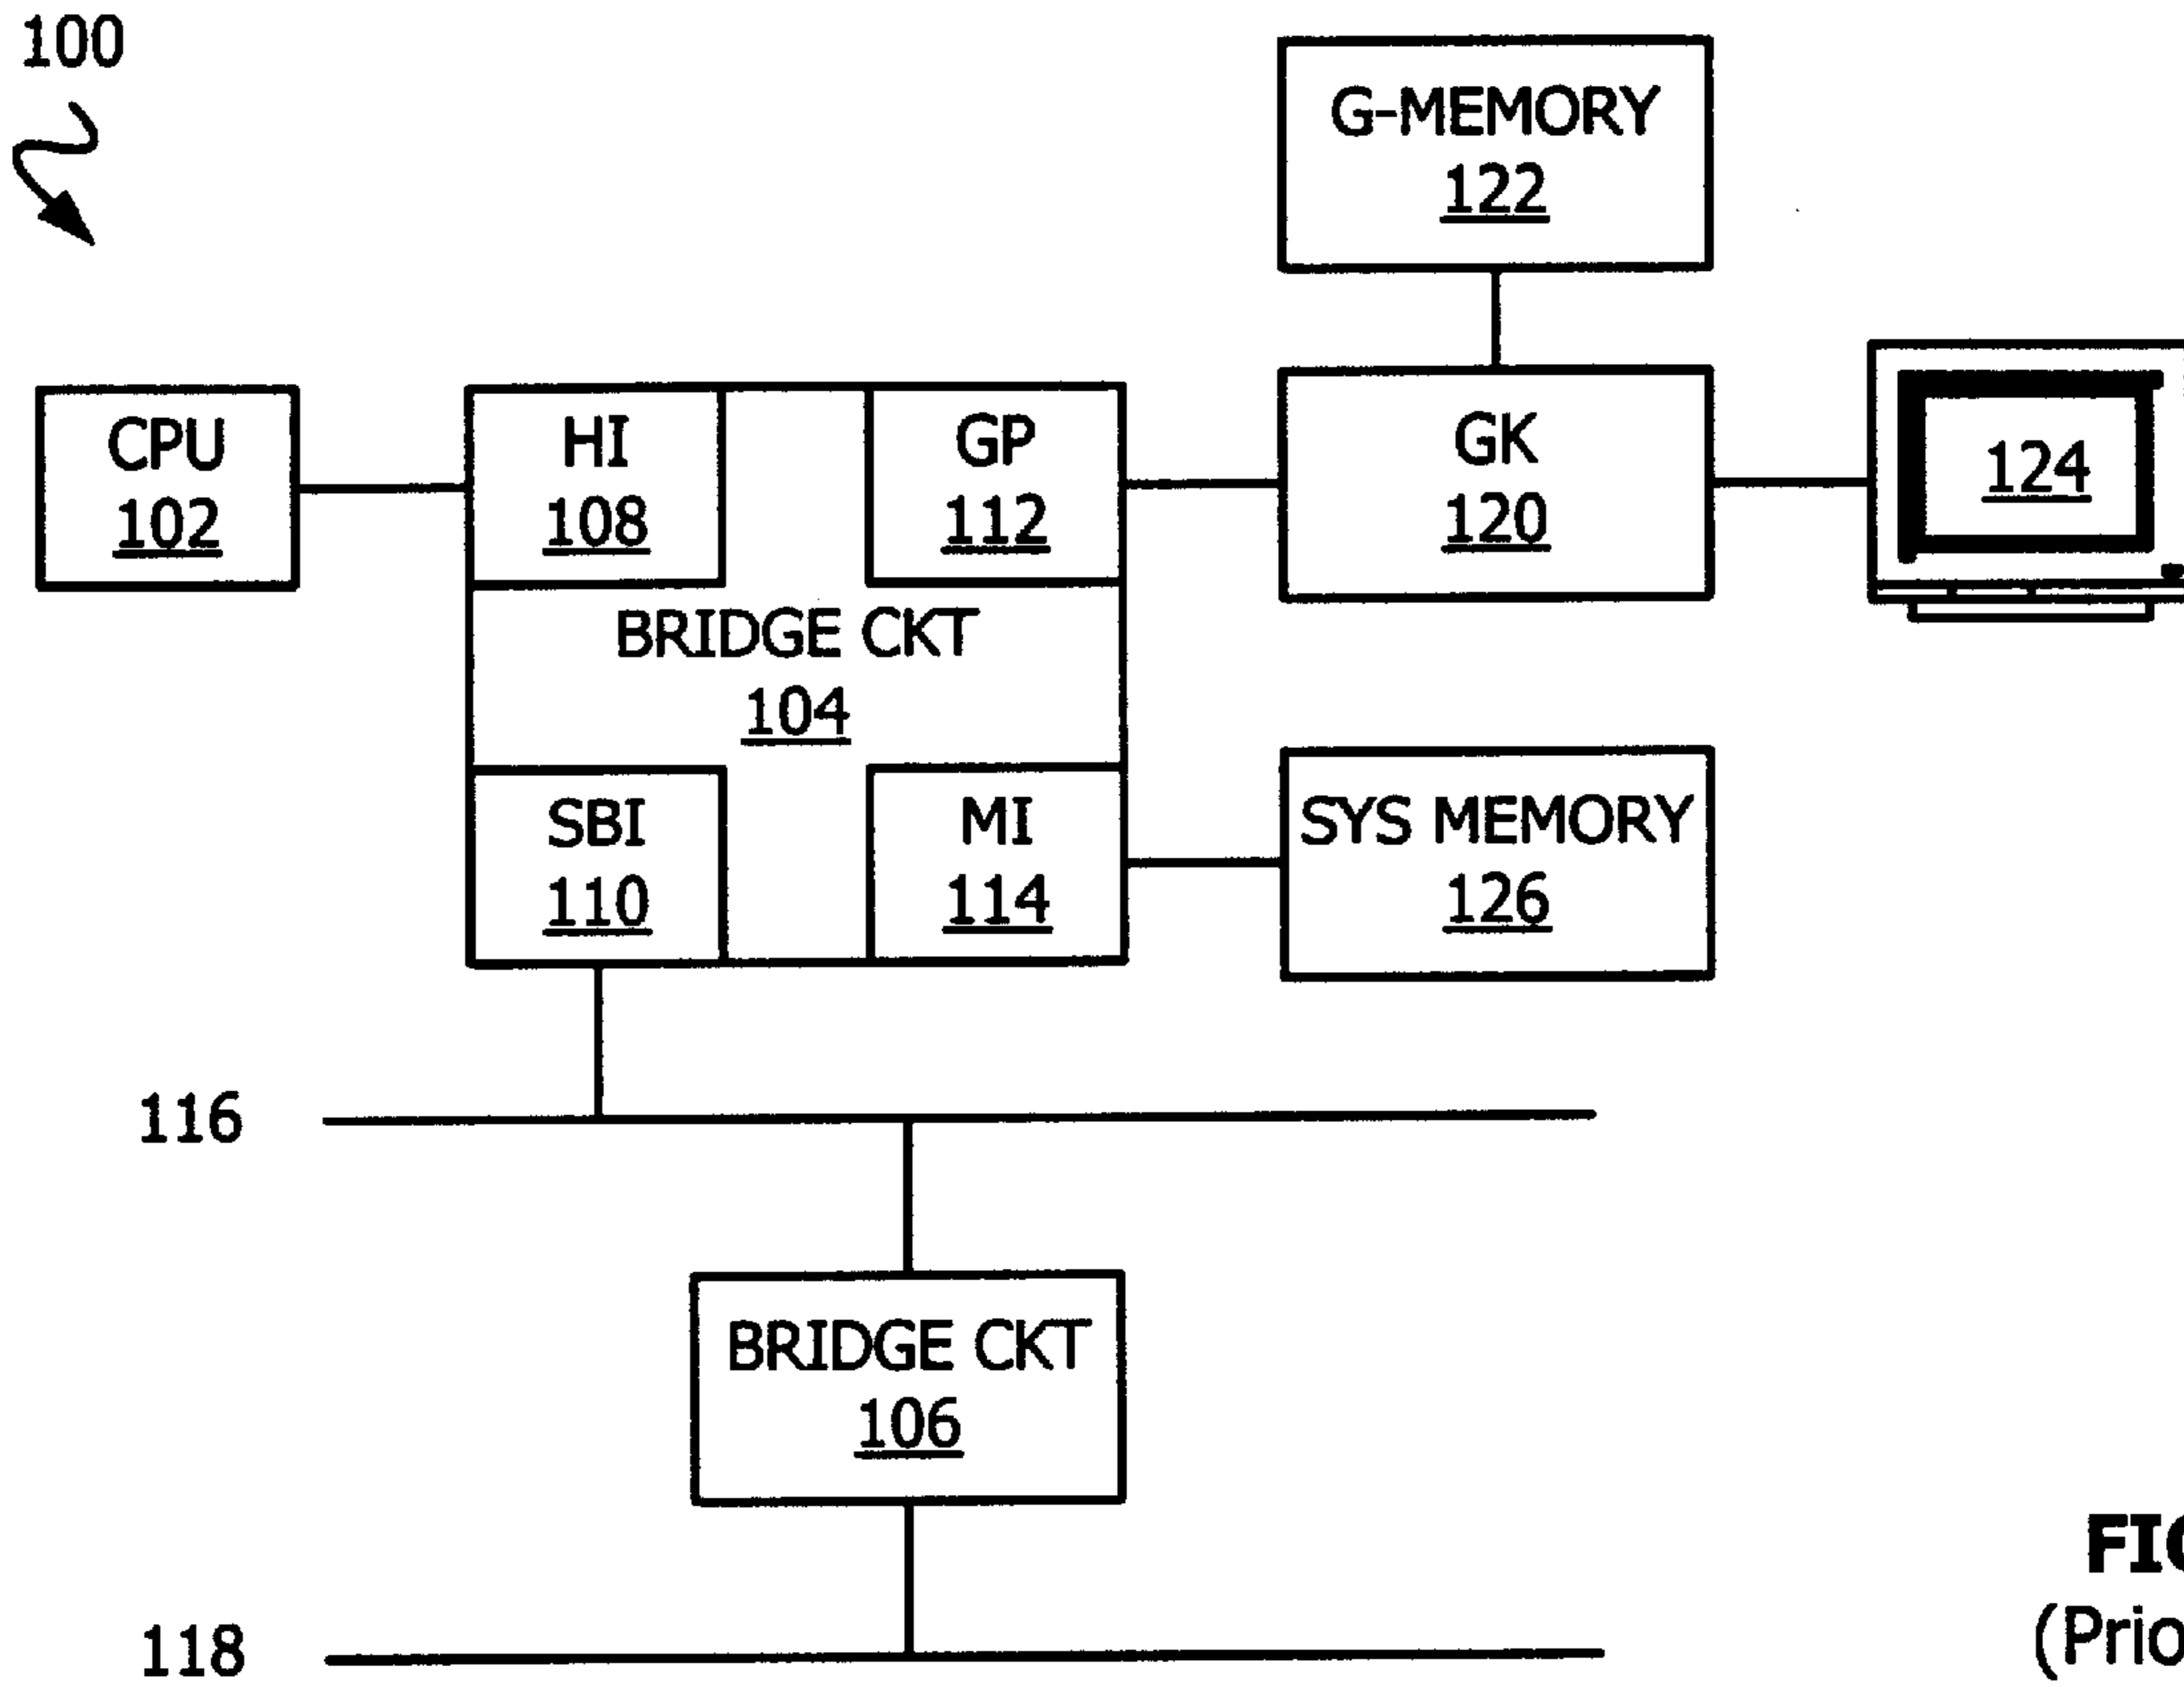 100
G-MEMORY
122
CPU
102
HI
108
GP
112
GK
120
124
BRIDGE CKT
104
SBI
110
MI
114
SYS MEMORY
126
116
BRIDGE CKT
106
118